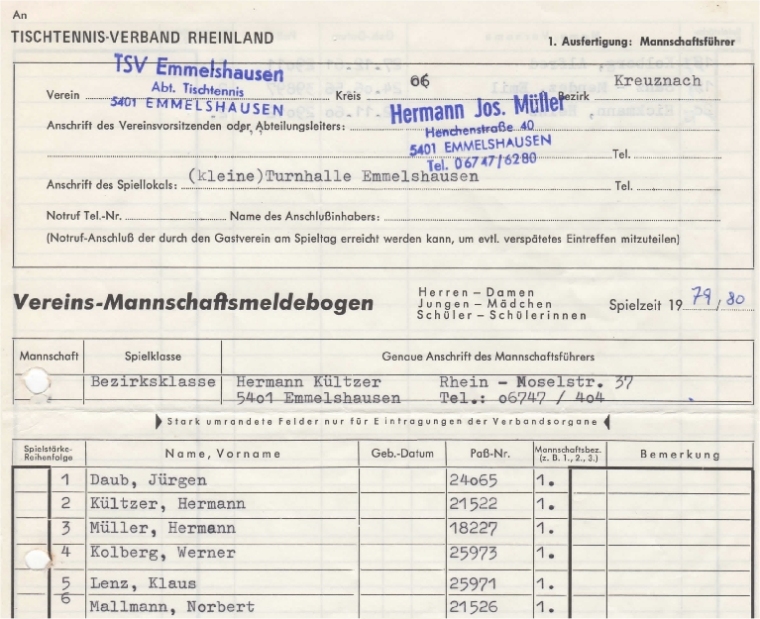 An
TISCHTENNIS-VERBAND RHEINLAND
1. Ausfertigung: Mannschaftsführer
TSV Emmelshausen
Abt. Tischtennis
5401 EMMELSHAUSEN
Verein Kreis 06 Bezirk Kreuznach
Hermann Jos. Müller
Henchenstraße 40
5401 EMMELSHAUSEN
Tel. 06747/6280
Anschrift des Vereinsvorsitzenden oder Abteilungsleiters:
Tel.
Anschrift des Spiellokals: (kleine)Turnhalle Emmelshausen Tel.
Notruf Tel.-Nr. Name des Anschlußinhabers:
(Notruf-Anschluß der durch den Gastverein am Spieltag erreicht werden kann, um evtl. verspätetes Eintreffen mitzuteilen)
Vereins-Mannschaftsmeldebogen
Herren – Damen
Jungen – Mädchen
Schüler – Schülerinnen
Spielzeit 19 79 / 80
Mannschaft Spielklasse Genaue Anschrift des Mannschaftsführers
Bezirksklasse Hermann Kültzer Rhein - Moselstr. 37
54o1 Emmelshausen Tel.: o6747 / 4o4
Stark umrandete Felder nur für Eintragungen der Verbandsorgane
Spielstärke-Reihenfolge Name, Vorname Geb.-Datum Paß-Nr. Mannschaftsbez. (z. B. 1., 2., 3.) Bemerkung
1 Daub, Jürgen 24o65 1.
2 Kültzer, Hermann 21522 1.
3 Müller, Hermann 18227 1.
4 Kolberg, Werner 25973 1.
5 Lenz, Klaus 25971 1.
6 Mallmann, Norbert 21526 1.